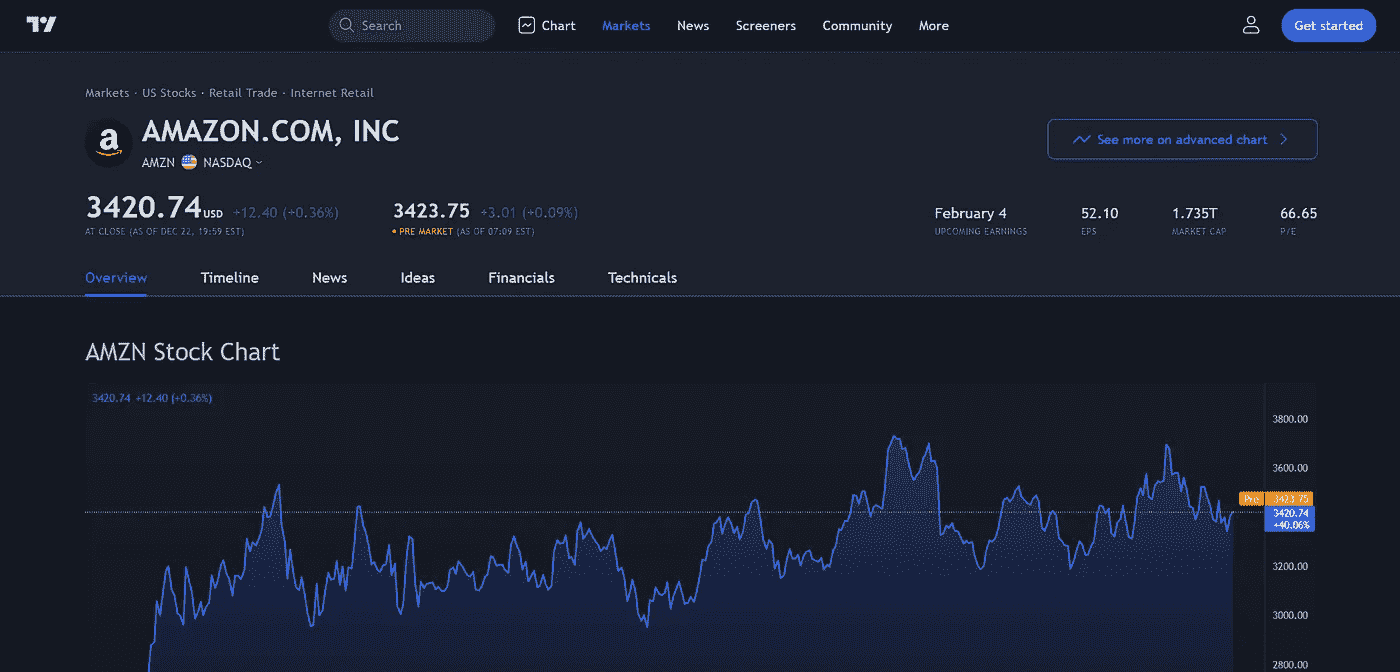 Search Chart Markets News Screeners Community More Get started
Markets · US Stocks · Retail Trade · Internet Retail
AMAZON.COM, INC
AMZN NASDAQ
See more on advanced chart
3420.74 USD +12.40 (+0.36%) 3423.75 +3.01 (+0.09%) February 4 52.10 1.735T 66.65
AT CLOSE (AS OF DEC 22, 19:59 EST) • PRE MARKET (AS OF 07:09 EST) UPCOMING EARNINGS EPS MARKET CAP P/E
Overview Timeline News Ideas Financials Technicals
AMZN Stock Chart
3420.74 +12.40 (+0.36%)
3800.00
3600.00
Pre 3423.75
3420.74
+40.06%
3200.00
3000.00
2800.00